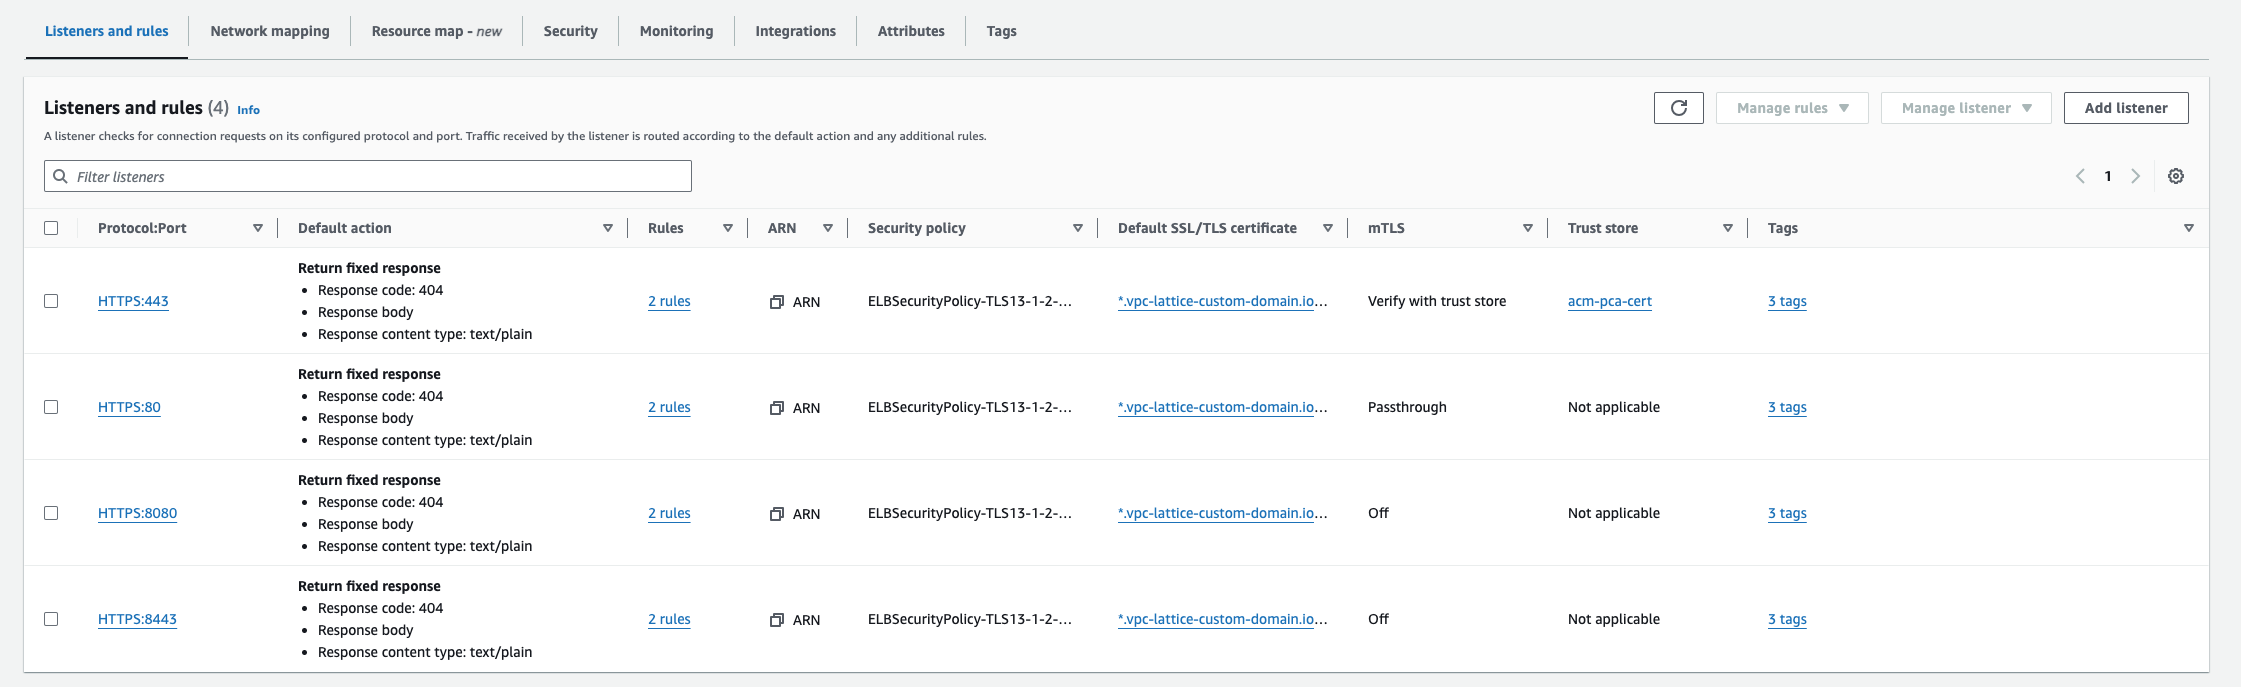 Listeners and rules
Network mapping
Resource map - new
Security
Monitoring
Integrations
Attributes
Tags
Listeners and rules (4) Info
Manage rules
Manage listener
Add listener
A listener checks for connection requests on its configured protocol and port. Traffic received by the listener is routed according to the default action and any additional rules.
Filter listeners
1
Protocol:Port
Default action
Rules
ARN
Security policy
Default SSL/TLS certificate
mTLS
Trust store
Tags
HTTPS:443
Return fixed response
• Response code: 404
• Response body
• Response content type: text/plain
2 rules
ARN
ELBSecurityPolicy-TLS13-1-2-...
*.vpc-lattice-custom-domain.io...
Verify with trust store
acm-pca-cert
3 tags
HTTPS:80
Return fixed response
• Response code: 404
• Response body
• Response content type: text/plain
2 rules
ARN
ELBSecurityPolicy-TLS13-1-2-...
*.vpc-lattice-custom-domain.io...
Passthrough
Not applicable
3 tags
HTTPS:8080
Return fixed response
• Response code: 404
• Response body
• Response content type: text/plain
2 rules
ARN
ELBSecurityPolicy-TLS13-1-2-...
*.vpc-lattice-custom-domain.io...
Off
Not applicable
3 tags
HTTPS:8443
Return fixed response
• Response code: 404
• Response body
• Response content type: text/plain
2 rules
ARN
ELBSecurityPolicy-TLS13-1-2-...
*.vpc-lattice-custom-domain.io...
Off
Not applicable
3 tags